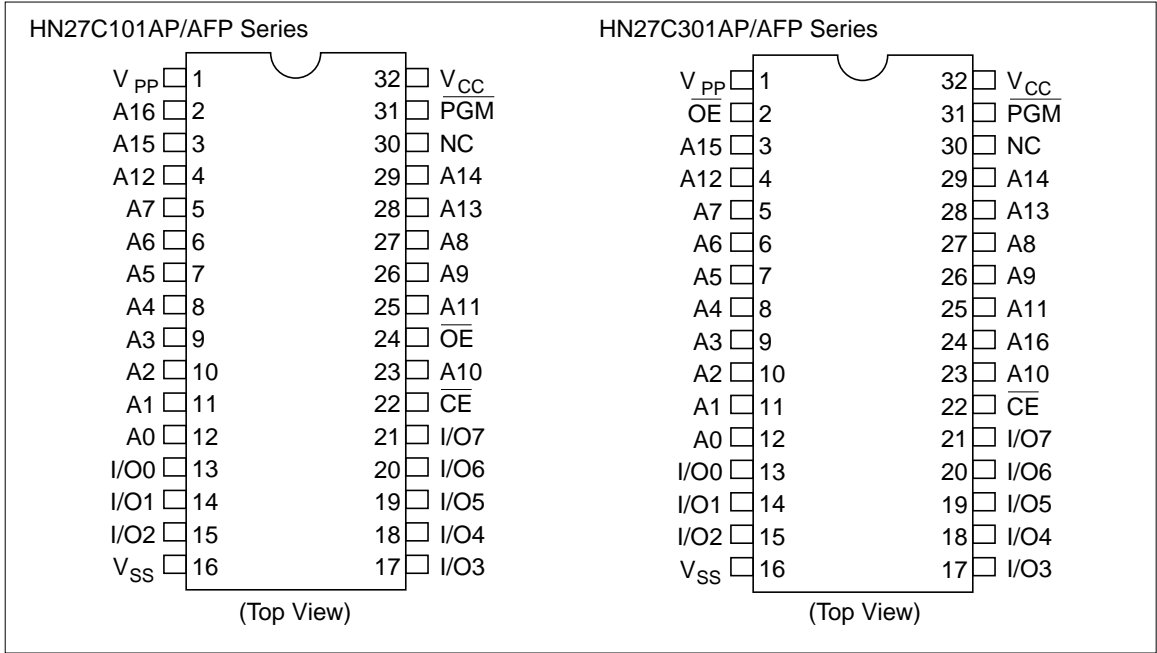 HN27C101AP/AFP Series
VPP 1 32 VCC
A16 2 31 PGM
A15 3 30 NC
A12 4 29 A14
A7 5 28 A13
A6 6 27 A8
A5 7 26 A9
A4 8 25 A11
A3 9 24 OE
A2 10 23 A10
A1 11 22 CE
A0 12 21 I/O7
I/O0 13 20 I/O6
I/O1 14 19 I/O5
I/O2 15 18 I/O4
VSS 16 17 I/O3
(Top View)
HN27C301AP/AFP Series
VPP 1 32 VCC
OE 2 31 PGM
A15 3 30 NC
A12 4 29 A14
A7 5 28 A13
A6 6 27 A8
A5 7 26 A9
A4 8 25 A11
A3 9 24 A16
A2 10 23 A10
A1 11 22 CE
A0 12 21 I/O7
I/O0 13 20 I/O6
I/O1 14 19 I/O5
I/O2 15 18 I/O4
VSS 16 17 I/O3
(Top View)